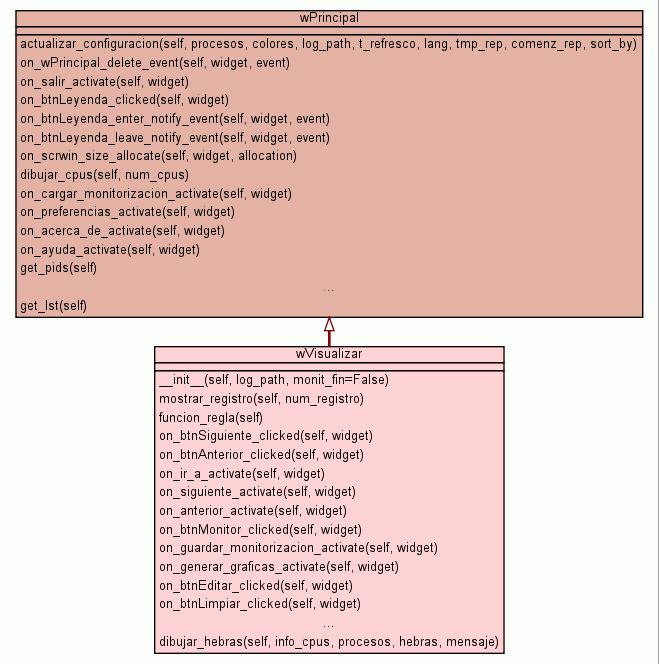 wPrincipal
actualizar_configuracion(self, procesos, colores, log_path, t_refresco, lang, tmp_rep, comenz_rep, sort_by)
on_wPrincipal_delete_event(self, widget, event)
on_salir_activate(self, widget)
on_btnLeyenda_clicked(self, widget)
on_btnLeyenda_enter_notify_event(self, widget, event)
on_btnLeyenda_leave_notify_event(self, widget, event)
on_scrwin_size_allocate(self, widget, allocation)
dibujar_cpus(self, num_cpus)
on_cargar_monitorizacion_activate(self, widget)
on_preferencias_activate(self, widget)
on_acerca_de_activate(self, widget)
on_ayuda_activate(self, widget)
get_pids(self)
...
get_lst(self)
wVisualizar
__init__(self, log_path, monit_fin=False)
mostrar_registro(self, num_registro)
funcion_regla(self)
on_btnSiguiente_clicked(self, widget)
on_btnAnterior_clicked(self, widget)
on_ir_a_activate(self, widget)
on_siguiente_activate(self, widget)
on_anterior_activate(self, widget)
on_btnMonitor_clicked(self, widget)
on_guardar_monitorizacion_activate(self, widget)
on_generar_graficas_activate(self, widget)
on_btnEditar_clicked(self, widget)
on_btnLimpiar_clicked(self, widget)
...
dibujar_hebras(self, info_cpus, procesos, hebras, mensaje)